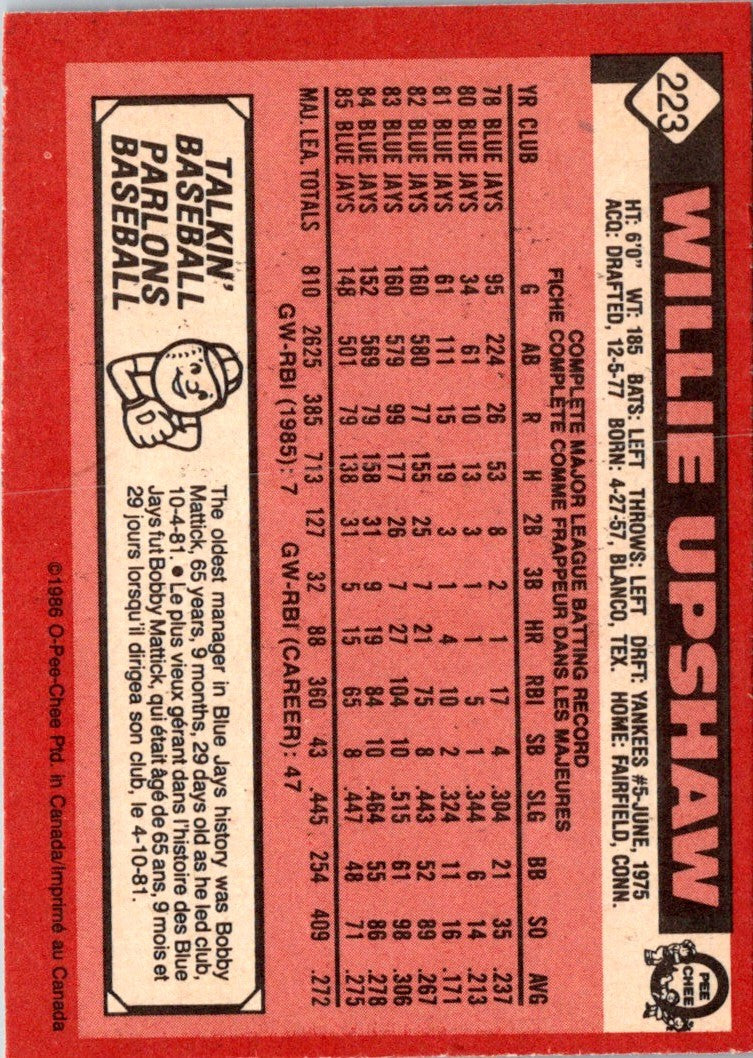 223
WILLIE UPSHAW
O
PEE
CHEE
HT: 6'0" WT: 185 BATS: LEFT THROWS: LEFT DRFT: YANKEES #5-JUNE, 1975
ACQ: DRAFTED, 12-5-77 BORN: 4-27-57, BLANCO, TEX. HOME: FAIRFIELD, CONN.
COMPLETE MAJOR LEAGUE BATTING RECORD
FICHE COMPLÈTE COMME FRAPPEUR DANS LES MAJEURES
YR CLUB G AB R H 2B 3B HR RBI SB SLG BB SO AVG
78 BLUE JAYS 95 224 26 53 8 2 1 17 4 .304 21 35 .237
80 BLUE JAYS 34 61 10 13 3 1 1 5 1 .344 6 14 .213
81 BLUE JAYS 61 111 15 19 3 1 4 10 2 .324 11 16 .171
82 BLUE JAYS 160 580 77 155 25 7 21 75 8 .443 52 89 .267
83 BLUE JAYS 160 579 99 177 26 7 27 104 10 .515 61 98 .306
84 BLUE JAYS 152 569 79 158 31 9 19 84 10 .464 55 86 .278
85 BLUE JAYS 148 501 79 138 31 5 15 65 8 .447 48 71 .275
MAJ. LEA. TOTALS 810 2625 385 713 127 32 88 360 43 .445 254 409 .272
GW-RBI (1985): 7 GW-RBI (CAREER): 47
TALKIN'
BASEBALL
PARLONS
BASEBALL
The oldest manager in Blue Jays history was Bobby
Mattick, 65 years, 9 months, 29 days old as he led club,
10-4-81. ● Le plus vieux gérant dans l'histoire des Blue
Jays fut Bobby Mattick, qui était âgé de 65 ans, 9 mois et
29 jours lorsqu'il dirigea son club, le 4-10-81.
©1986 O-Pee-Chee Ptd. in Canada/Imprimé au Canada